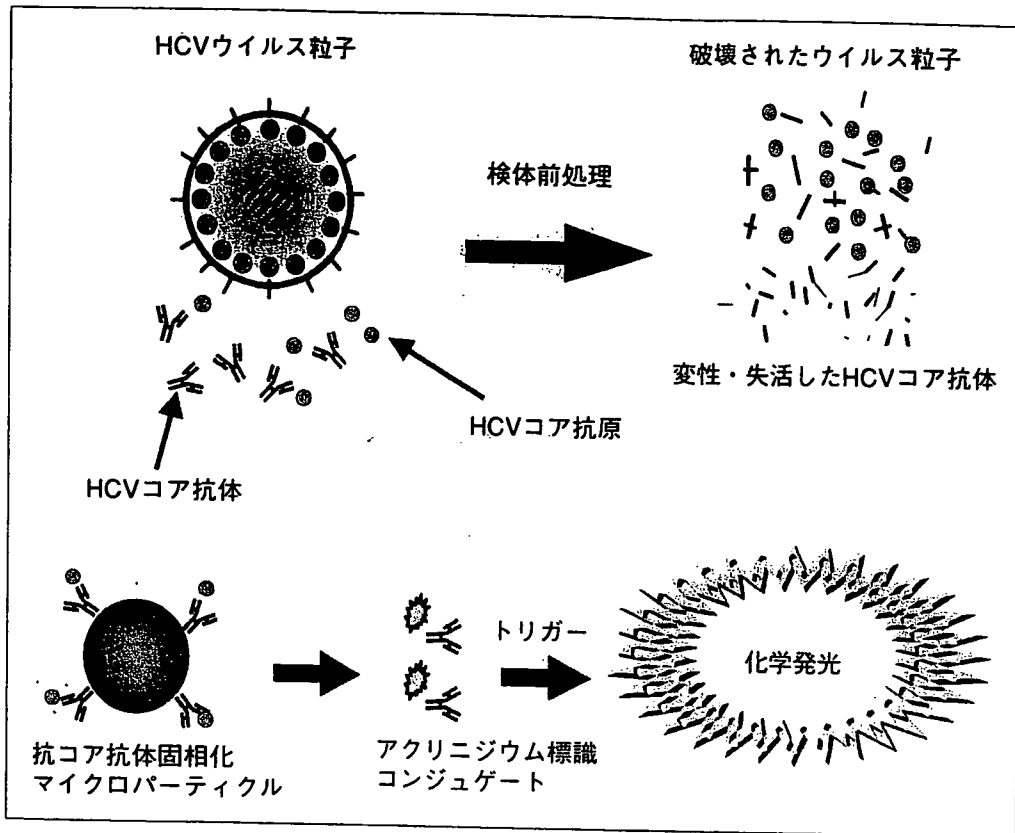 HCVウイルス粒子
破壊されたウイルス粒子
検体前処理
変性・失活したHCVコア抗体
HCVコア抗原
HCVコア抗体
トリガー
化学発光
抗コア抗体固相化
マイクロパーティクル
アクリニジウム標識
コンジュゲート